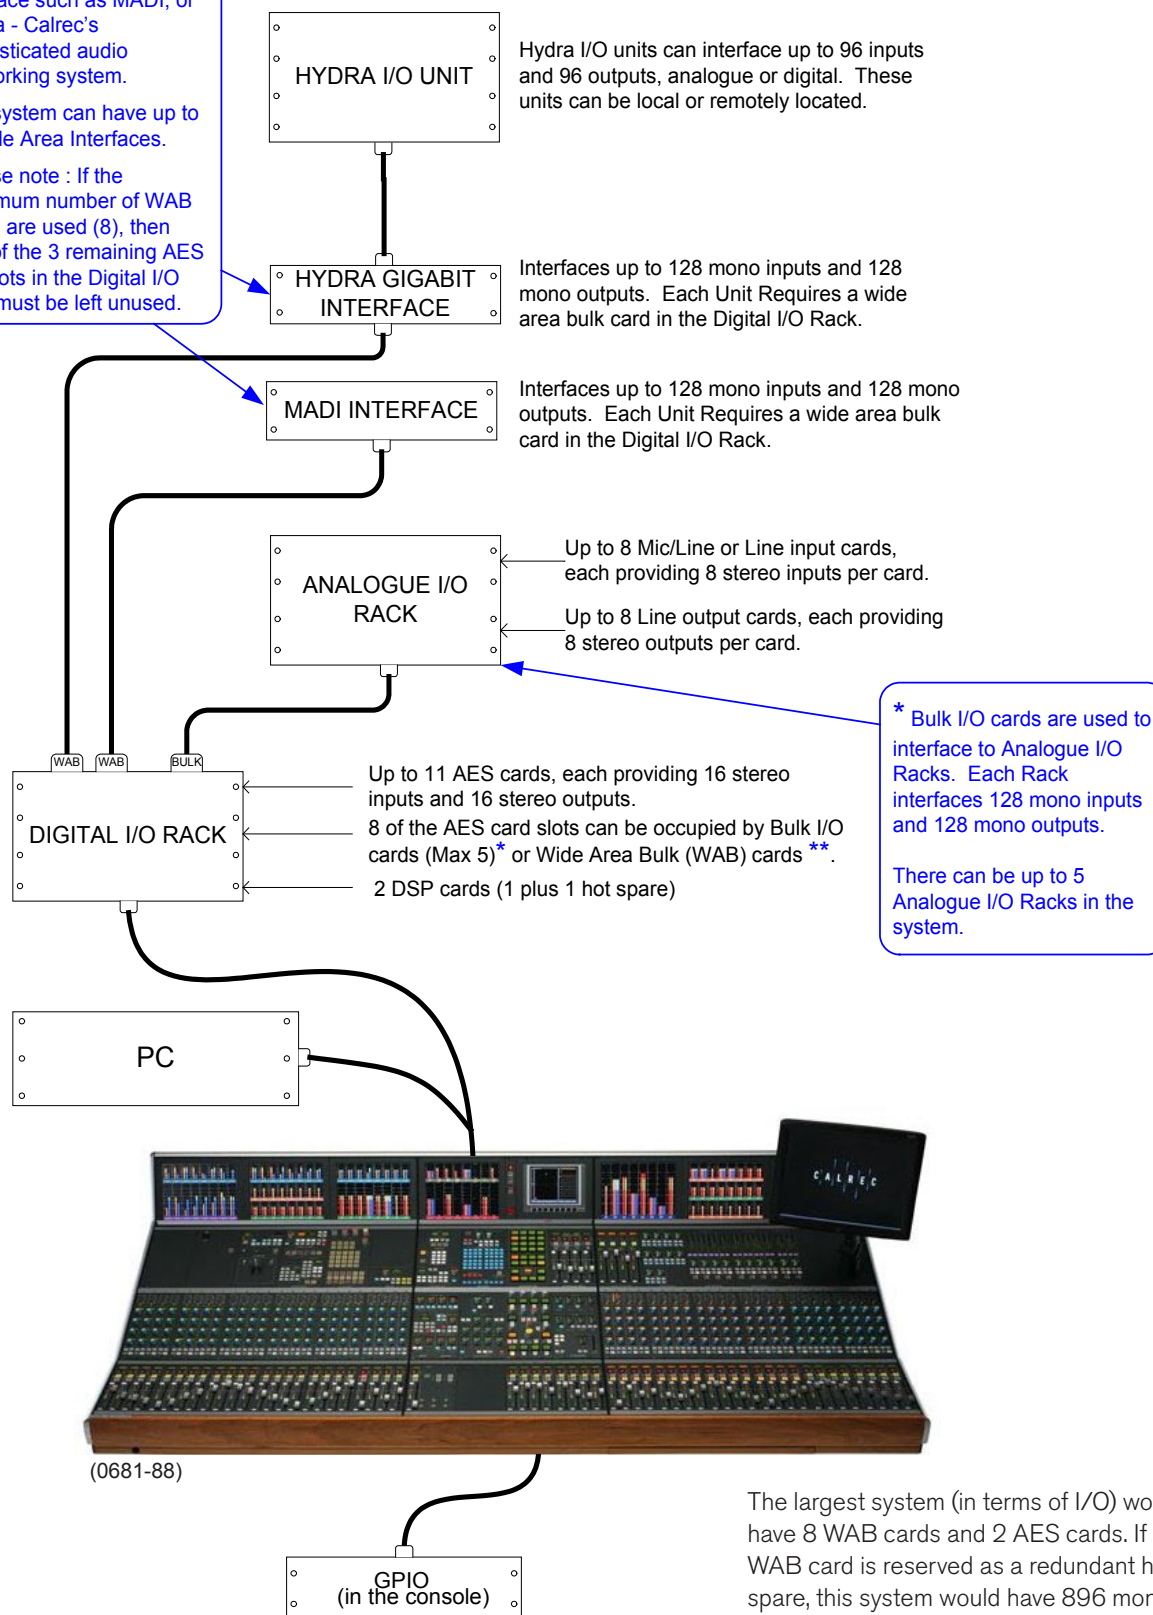 ace such as MADI, or
a - Calrec's
sticated audio
orking system.
system can have up to
le Area Interfaces.
se note : If the
mum number of WAB
are used (8), then
of the 3 remaining AES
ots in the Digital I/O
must be left unused.
HYDRA I/O UNIT
Hydra I/O units can interface up to 96 inputs
and 96 outputs, analogue or digital. These
units can be local or remotely located.
HYDRA GIGABIT
INTERFACE
Interfaces up to 128 mono inputs and 128
mono outputs. Each Unit Requires a wide
area bulk card in the Digital I/O Rack.
MADI INTERFACE
Interfaces up to 128 mono inputs and 128 mono
outputs. Each Unit Requires a wide area bulk
card in the Digital I/O Rack.
ANALOGUE I/O
RACK
Up to 8 Mic/Line or Line input cards,
each providing 8 stereo inputs per card.
Up to 8 Line output cards, each providing
8 stereo outputs per card.
* Bulk I/O cards are used to
interface to Analogue I/O
Racks. Each Rack
interfaces 128 mono inputs
and 128 mono outputs.
There can be up to 5
Analogue I/O Racks in the
system.
WAB
WAB
BULK
DIGITAL I/O RACK
Up to 11 AES cards, each providing 16 stereo
inputs and 16 stereo outputs.
8 of the AES card slots can be occupied by Bulk I/O
cards (Max 5)* or Wide Area Bulk (WAB) cards **.
2 DSP cards (1 plus 1 hot spare)
PC
CALREC
(0681-88)
GPIO
(in the console)
The largest system (in terms of I/O) wo
have 8 WAB cards and 2 AES cards. If
WAB card is reserved as a redundant h
spare, this system would have 896 mon